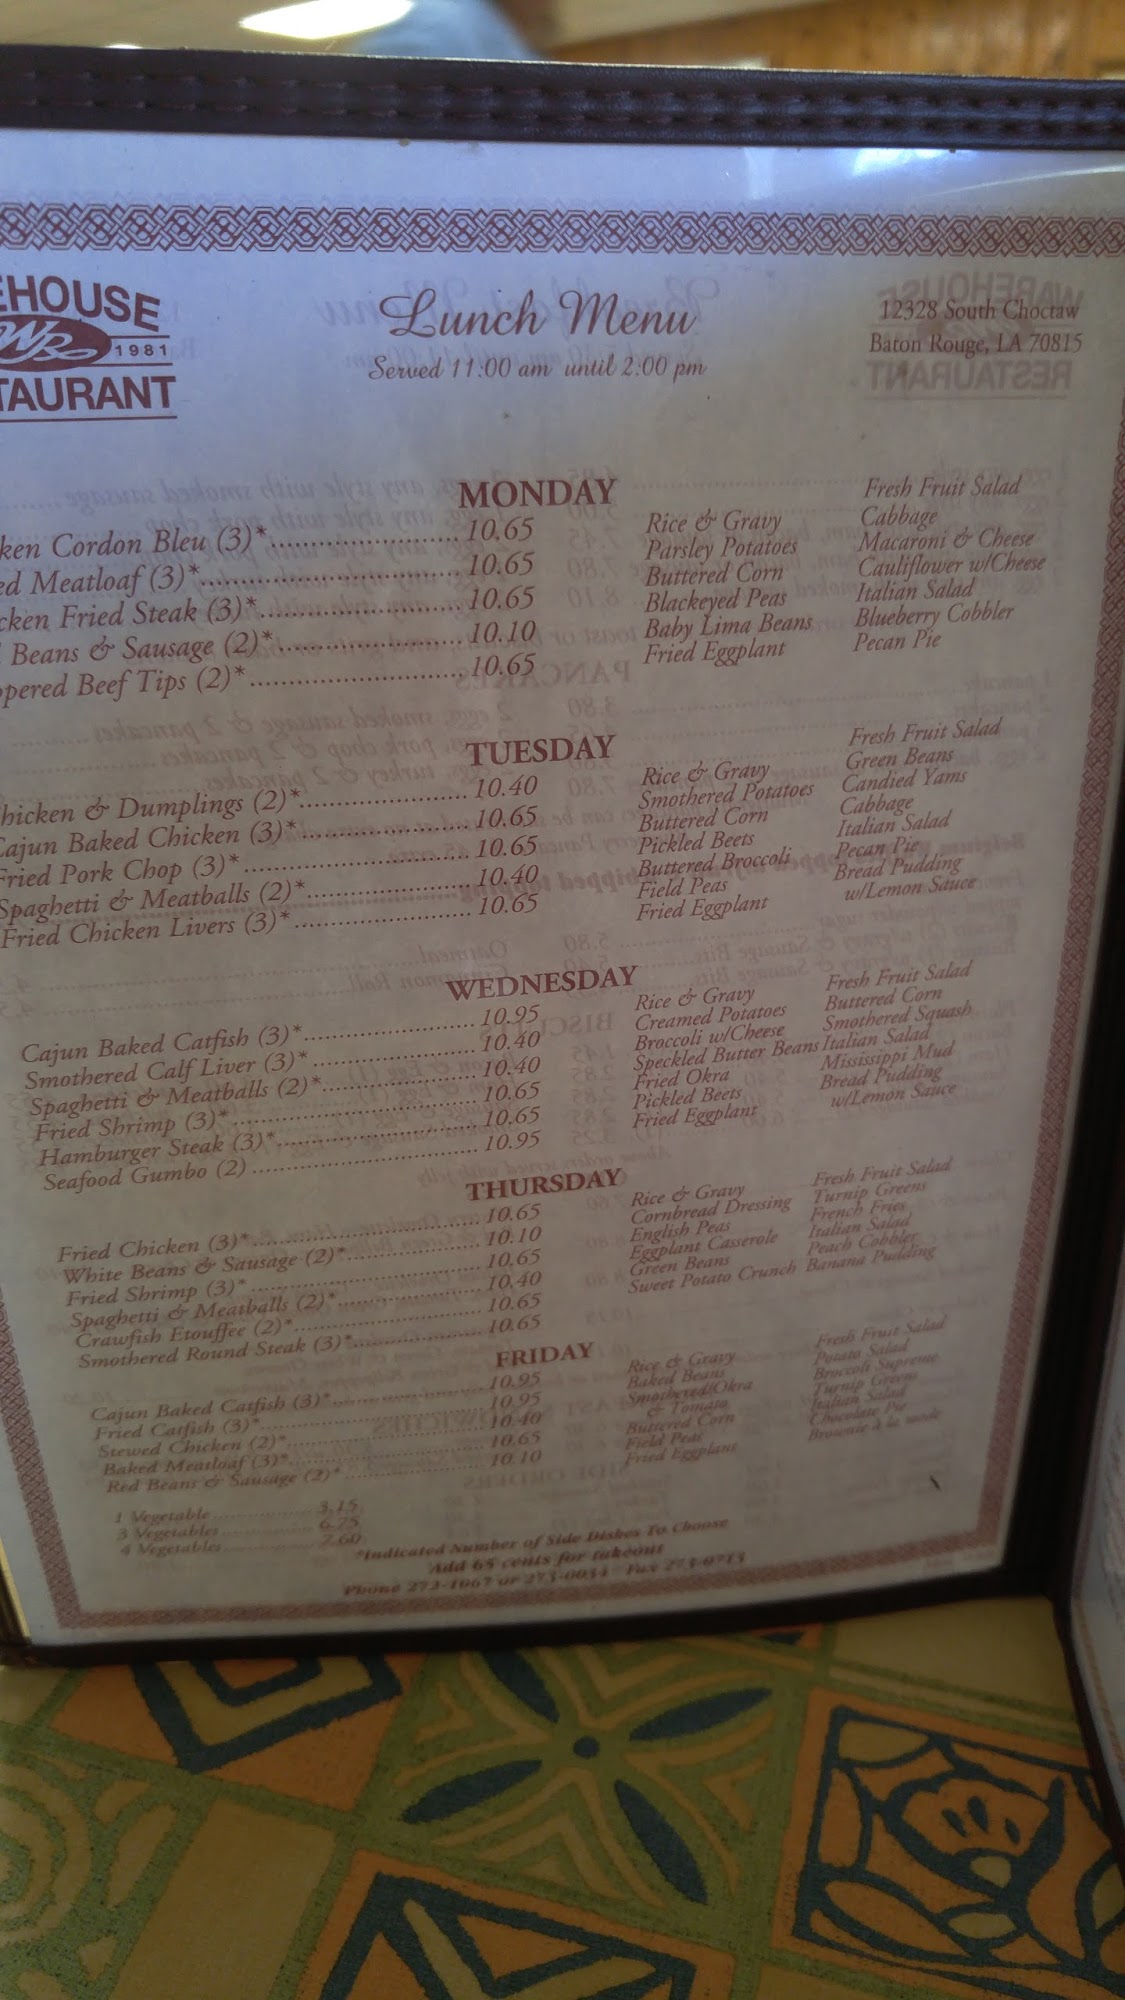 EHOUSE
WR 1981
TAURANT
Lunch Menu
Served 11:00 am until 2:00 pm
12328 South Choctaw
Baton Rouge, LA 70815
MONDAY
ken Cordon Bleu (3)* 10.65
ed Meatloaf (3)* 10.65
cken Fried Steak (3)* 10.65
Beans & Sausage (2)* 10.10
ppered Beef Tips (2)* 10.65
Rice & Gravy
Parsley Potatoes
Buttered Corn
Blackeyed Peas
Baby Lima Beans
Fried Eggplant
Fresh Fruit Salad
Cabbage
Macaroni & Cheese
Cauliflower w/Cheese
Italian Salad
Blueberry Cobbler
Pecan Pie
TUESDAY
hicken & Dumplings (2)* 10.40
Cajun Baked Chicken (3)* 10.65
Fried Pork Chop (3)* 10.65
Spaghetti & Meatballs (2)* 10.40
Fried Chicken Livers (3)* 10.65
Rice & Gravy
Smothered Potatoes
Buttered Corn
Pickled Beets
Buttered Broccoli
Field Peas
Fried Eggplant
Fresh Fruit Salad
Green Beans
Candied Yams
Cabbage
Italian Salad
Pecan Pie
Bread Pudding
w/Lemon Sauce
WEDNESDAY
Cajun Baked Catfish (3)* 10.95
Smothered Calf Liver (3)* 10.40
Spaghetti & Meatballs (2)* 10.40
Fried Shrimp (3)* 10.65
Hamburger Steak (3)* 10.65
Seafood Gumbo (2) 10.95
Rice & Gravy
Creamed Potatoes
Broccoli w/Cheese
Speckled Butter Beans
Fried Okra
Pickled Beets
Fried Eggplant
Fresh Fruit Salad
Buttered Corn
Smothered Squash
Italian Salad
Mississippi Mud
Bread Pudding
w/Lemon Sauce
THURSDAY
Fried Chicken (3)* 10.65
White Beans & Sausage (2)* 10.10
Fried Shrimp (3)* 10.65
Spaghetti & Meatballs (2)* 10.40
Crawfish Etouffee (2)* 10.65
Smothered Round Steak (3)* 10.65
Rice & Gravy
Cornbread Dressing
English Peas
Eggplant Casserole
Green Beans
Sweet Potato Crunch
Fresh Fruit Salad
Turnip Greens
French Fries
Italian Salad
Peach Cobbler
Banana Pudding
FRIDAY
Cajun Baked Catfish (3)* 10.95
Fried Catfish (3)* 10.95
Stewed Chicken (2)* 10.40
Baked Meatloaf (3)* 10.65
Red Beans & Sausage (2)* 10.10
Rice & Gravy
Baked Beans
Smothered/Okra
& Tomato
Buttered Corn
Field Peas
Fried Eggplant
Fresh Fruit Salad
Potato Salad
Broccoli Supreme
Turnip Greens
Italian Salad
Chocolate Pie
Brownie à la mode
1 Vegetable 3.15
3 Vegetables 6.75
4 Vegetables 7.60
*Indicated Number of Side Dishes To Choose
Add 65 cents for takeout
Phone 272-1067 or 273-0034 Fax 273-0713